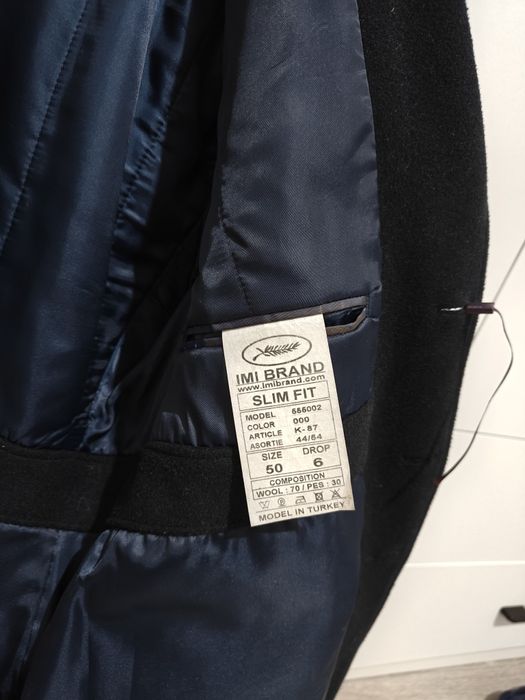 IMI BRAND
www.imibrand.com
SLIM FIT
MODEL 555002
COLOR 000
ARTICLE K-87
ASORTIE 44/54
SIZE DROP
50 6
COMPOSITION
WOOL : 70 / PES : 30
MODEL IN TURKEY